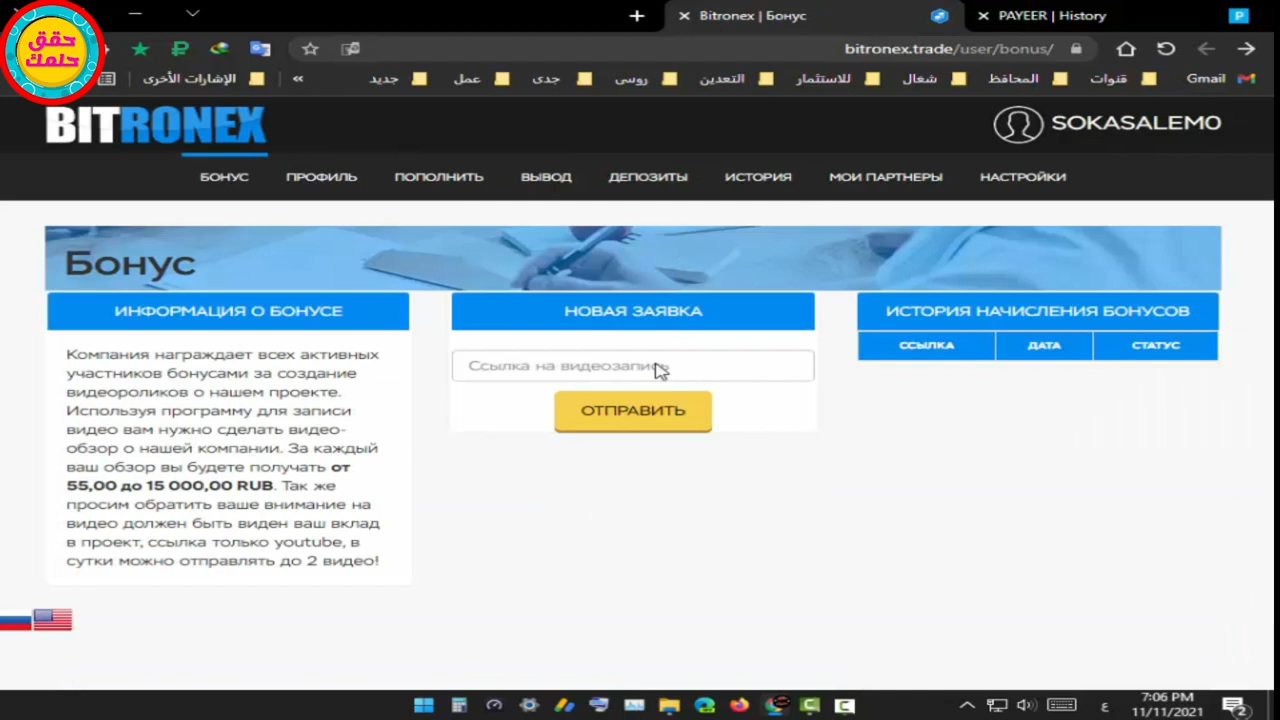 حقق
حلمك
Bitronex | Бонус
PAYEER | History
bitronex.trade/user/bonus/
الإشارات الأخرى
جديد
عمل
جدى
روسى
التعدين
للاستثمار
شغال
المحافظ
قنوات
Gmail
BITRONEX
SOKASALEM0
БОНУС ПРОФИЛЬ ПОПОЛНИТЬ ВЫВОД ДЕПОЗИТЫ ИСТОРИЯ МОИ ПАРТНЕРЫ НАСТРОЙКИ
Бонус
ИНФОРМАЦИЯ О БОНУСЕ
Компания награждает всех активных
участников бонусами за создание
видеороликов о нашем проекте.
Используя программу для записи
видео вам нужно сделать видео-
обзор о нашей компании. За каждый
ваш обзор вы будете получать от
55,00 до 15 000,00 RUB. Так же
просим обратить ваше внимание на
видео должен быть виден ваш вклад
в проект, ссылка только youtube, в
сутки можно отправлять до 2 видео!
НОВАЯ ЗАЯВКА
Ссылка на видеозапись
ОТПРАВИТЬ
ИСТОРИЯ НАЧИСЛЕНИЯ БОНУСОВ
ССЫЛКА ДАТА СТАТУС
ع
7:06 PM
11/11/2021
2